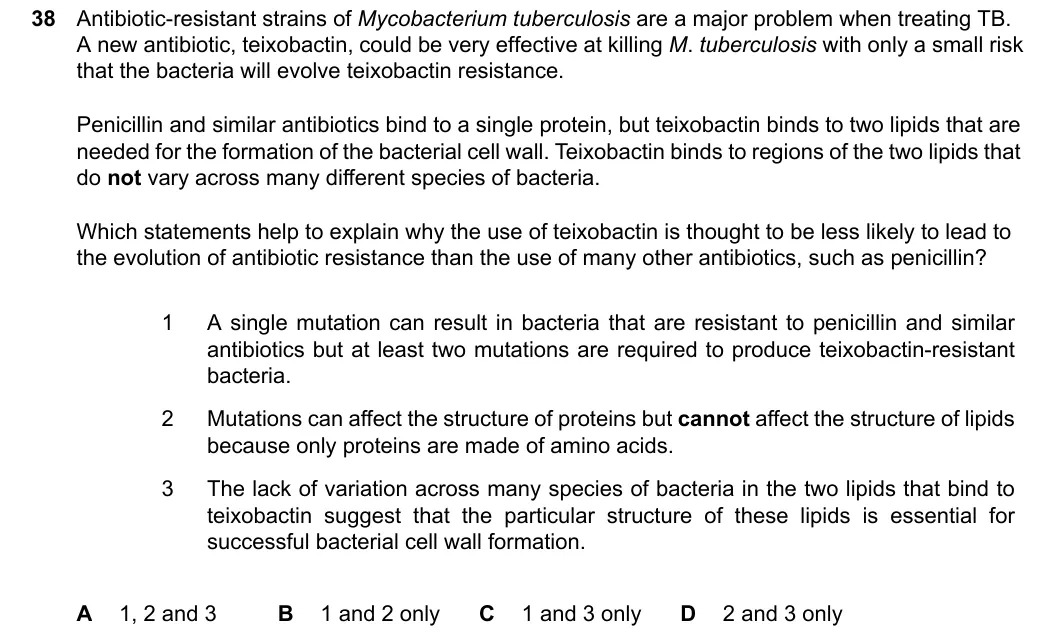 38 Antibiotic-resistant strains of Mycobacterium tuberculosis are a major problem when treating TB.
A new antibiotic, teixobactin, could be very effective at killing M. tuberculosis with only a small risk
that the bacteria will evolve teixobactin resistance.
Penicillin and similar antibiotics bind to a single protein, but teixobactin binds to two lipids that are
needed for the formation of the bacterial cell wall. Teixobactin binds to regions of the two lipids that
do not vary across many different species of bacteria.
Which statements help to explain why the use of teixobactin is thought to be less likely to lead to
the evolution of antibiotic resistance than the use of many other antibiotics, such as penicillin?
1 A single mutation can result in bacteria that are resistant to penicillin and similar
antibiotics but at least two mutations are required to produce teixobactin-resistant
bacteria.
2 Mutations can affect the structure of proteins but cannot affect the structure of lipids
because only proteins are made of amino acids.
3 The lack of variation across many species of bacteria in the two lipids that bind to
teixobactin suggest that the particular structure of these lipids is essential for
successful bacterial cell wall formation.
A 1, 2 and 3 B 1 and 2 only C 1 and 3 only D 2 and 3 only